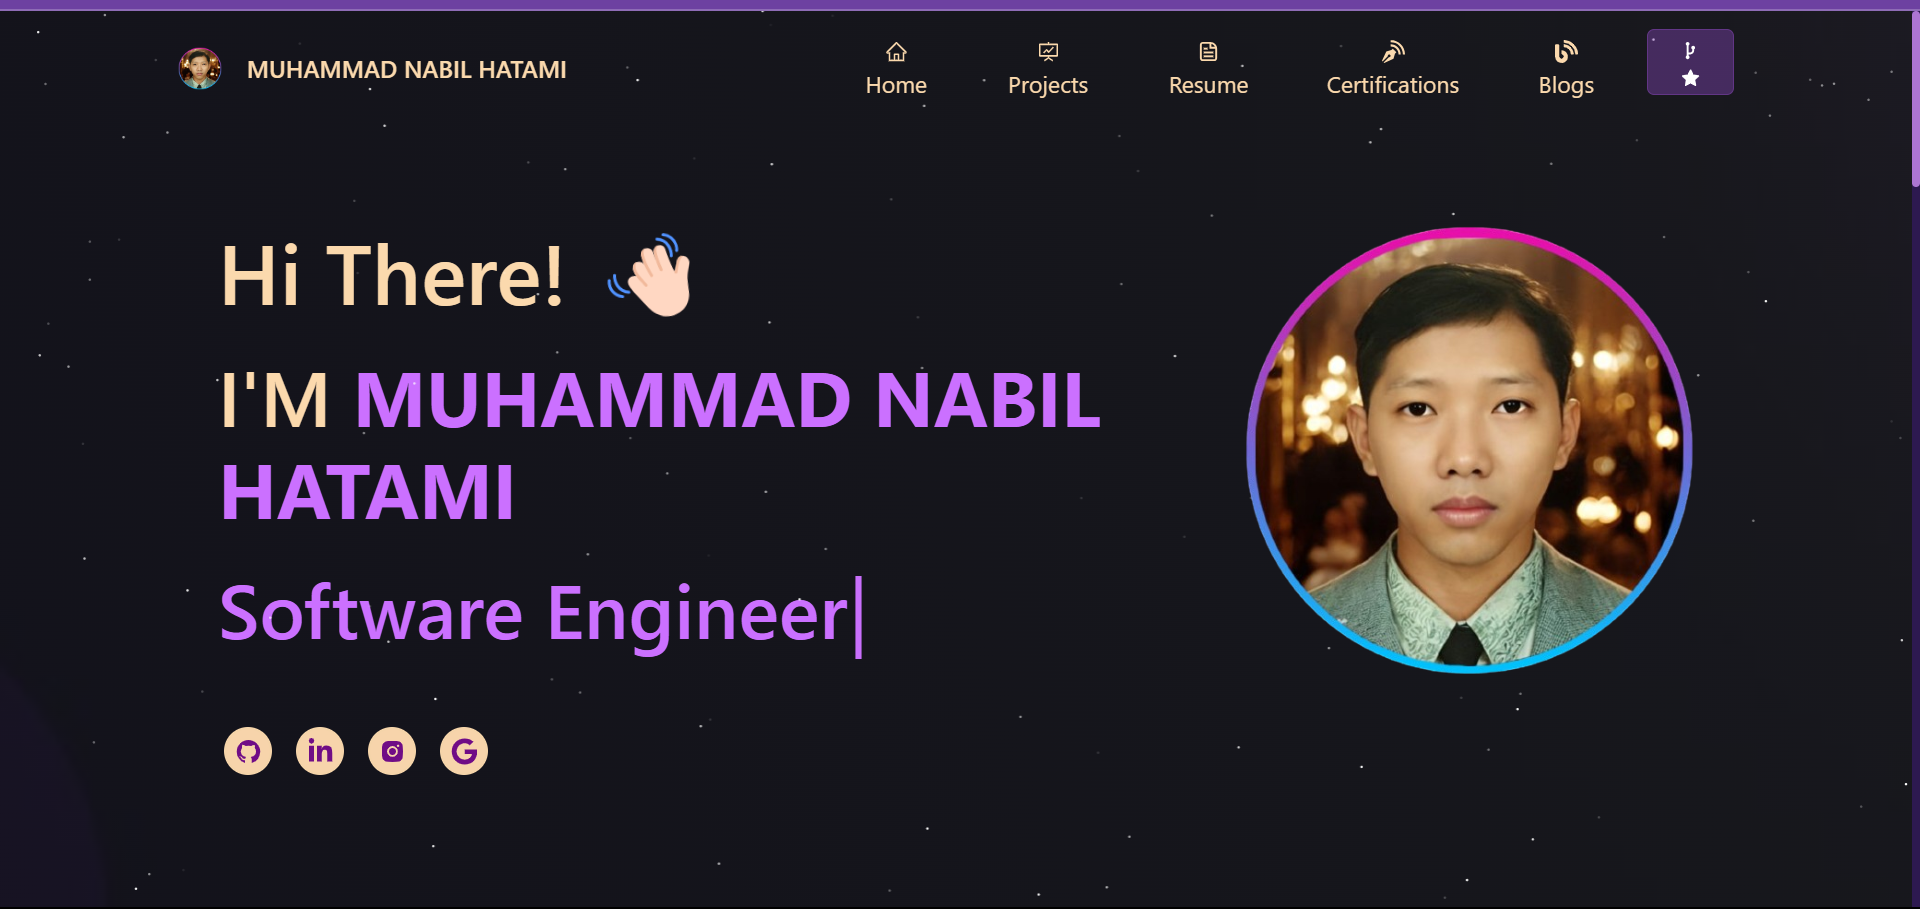 MUHAMMAD NABIL HATAMI
Home
Projects
Resume
Certifications
Blogs
Hi There!
I'M MUHAMMAD NABIL
HATAMI
Software Engineer